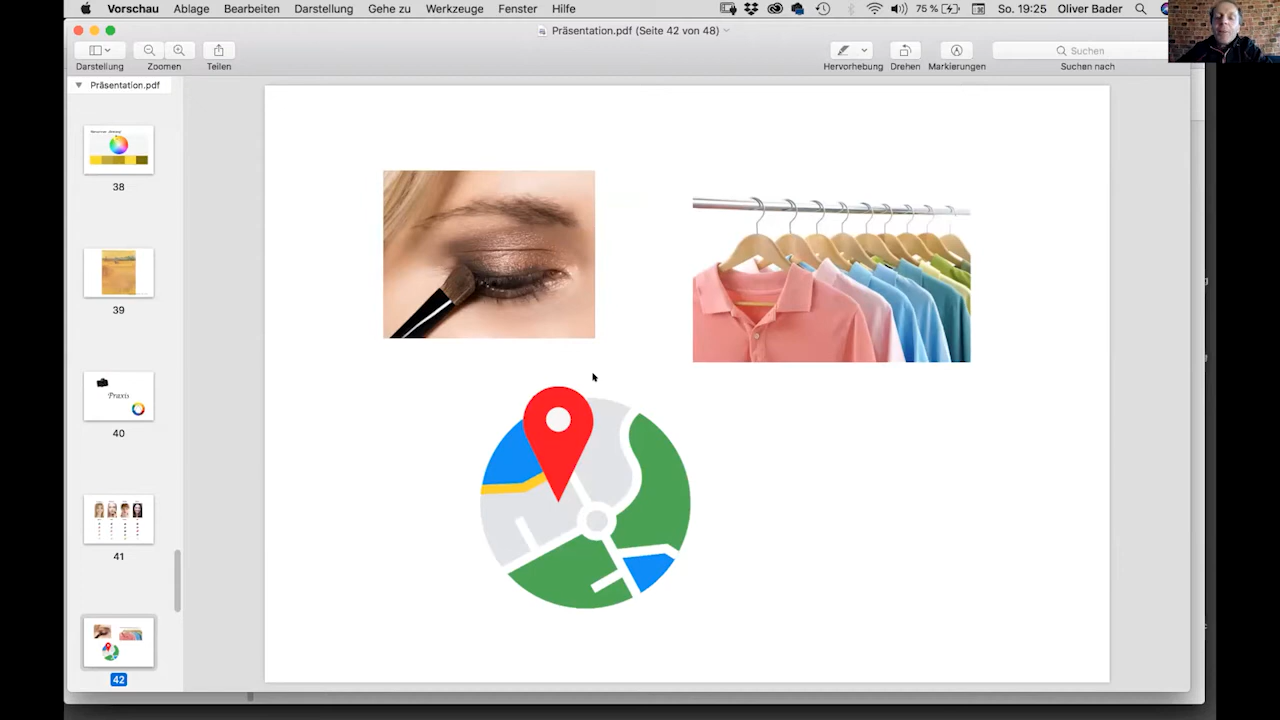 Vorschau Ablage Bearbeiten Darstellung Gehe zu Werkzeuge Fenster Hilfe Präsentation 75 % So. 19:25 Oliver Bader
Präsentation.pdf (Seite 42 von 48)
Darstellung Zoomen Teilen Hervorhebung Drehen Markierungen Suchen
Suchen nach
Präsentation.pdf
38
39
Praxis
40
41
42